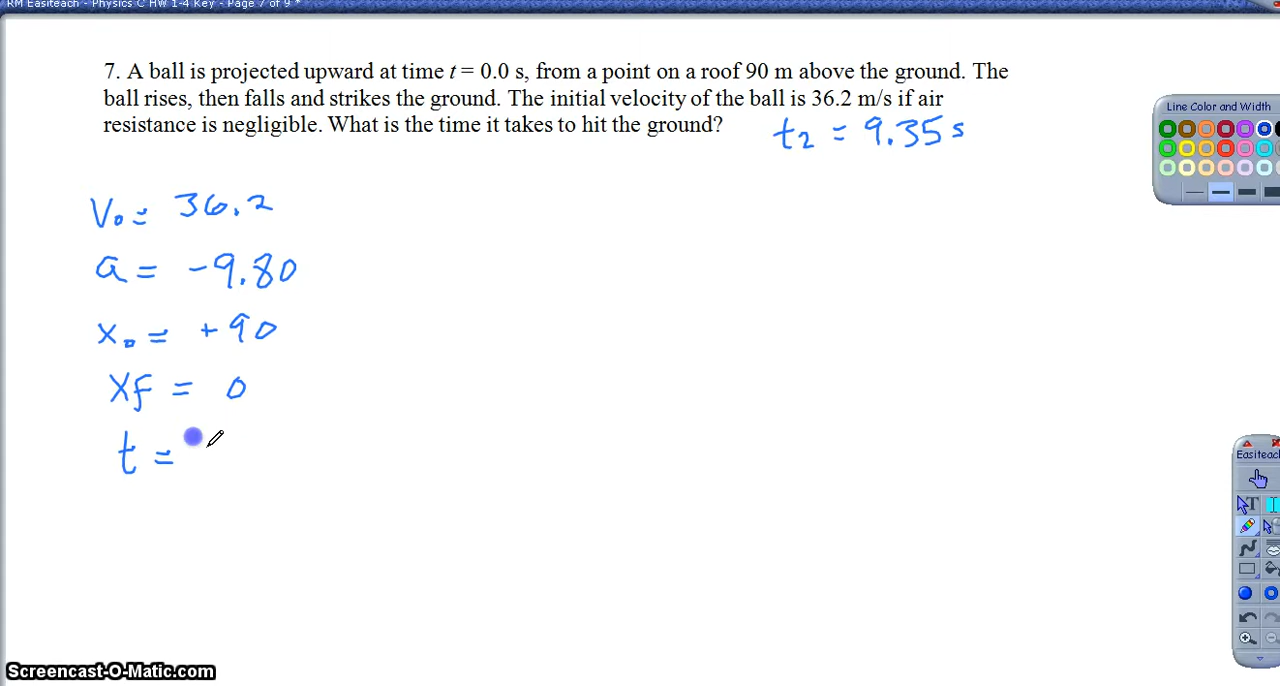 RM Easiteach - Physics C HW 1-4 Key - Page 7 of 9 *
7. A ball is projected upward at time t = 0.0 s, from a point on a roof 90 m above the ground. The
ball rises, then falls and strikes the ground. The initial velocity of the ball is 36.2 m/s if air
resistance is negligible. What is the time it takes to hit the ground?
t₂ = 9.35 s
V₀ = 36.2
a = -9.80
x₀ = +90
xf = 0
t =
Line Color and Width
Easiteach
T
Screencast-O-Matic.com